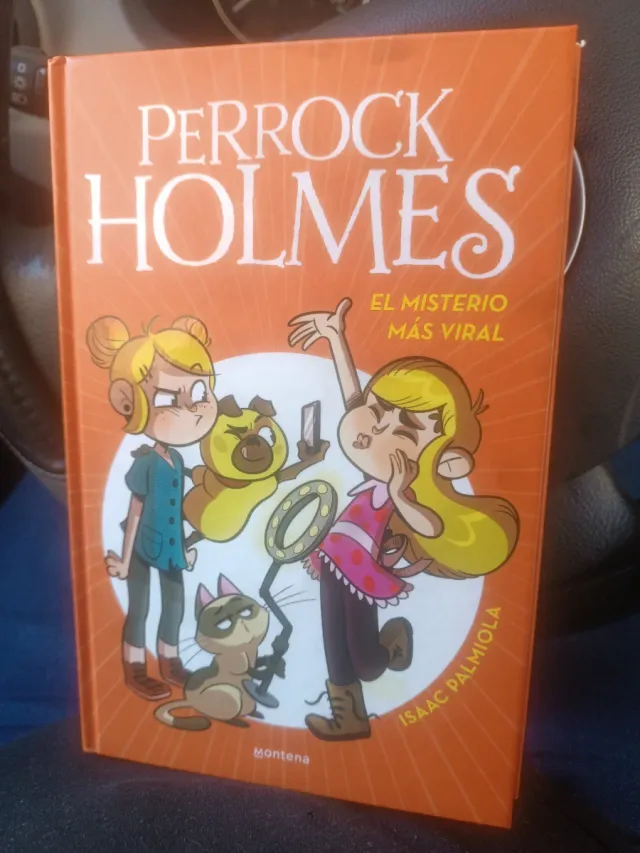 PERROCK
HOLMES
EL MISTERIO
MÁS VIRAL
ISAAC PALMIOLA
Montena